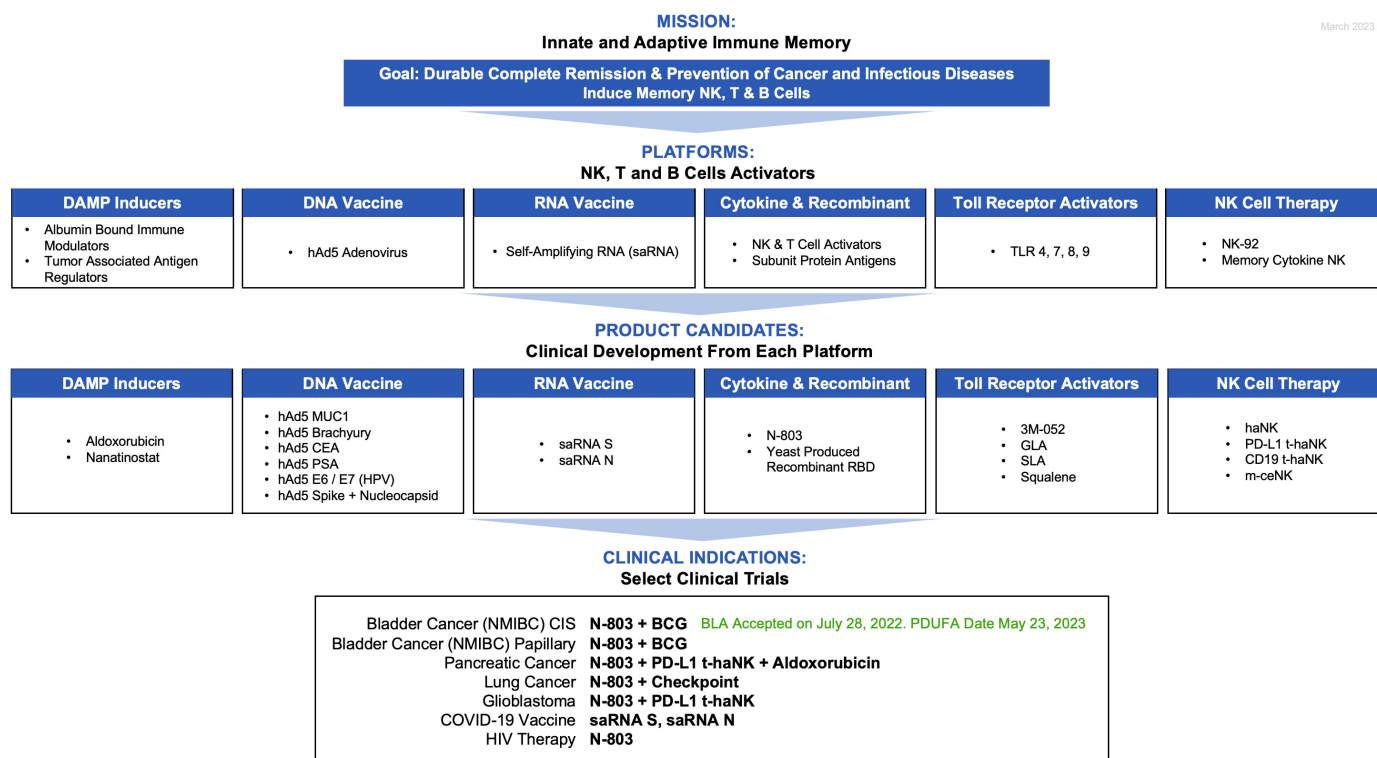 MISSION:
March 2023
Innate and Adaptive Immune Memory
Goal: Durable Complete Remission & Prevention of Cancer and Infectious Diseases
Induce Memory NK, T & B Cells
PLATFORMS:
NK, T and B Cells Activators
DAMP Inducers
• Albumin Bound Immune
Modulators
• Tumor Associated Antigen
Regulators
DNA Vaccine
• hAd5 Adenovirus
RNA Vaccine
• Self-Amplifying RNA (saRNA)
Cytokine & Recombinant
• NK & T Cell Activators
• Subunit Protein Antigens
Toll Receptor Activators
• TLR 4, 7, 8, 9
NK Cell Therapy
• NK-92
• Memory Cytokine NK
PRODUCT CANDIDATES:
Clinical Development From Each Platform
DAMP Inducers
• Aldoxorubicin
• Nanatinostat
DNA Vaccine
• hAd5 MUC1
• hAd5 Brachyury
• hAd5 CEA
• hAd5 PSA
• hAd5 E6 / E7 (HPV)
• hAd5 Spike + Nucleocapsid
RNA Vaccine
• saRNA S
• saRNA N
Cytokine & Recombinant
• N-803
• Yeast Produced
Recombinant RBD
Toll Receptor Activators
• 3M-052
• GLA
• SLA
• Squalene
NK Cell Therapy
• haNK
• PD-L1 t-haNK
• CD19 t-haNK
• m-ceNK
CLINICAL INDICATIONS:
Select Clinical Trials
Bladder Cancer (NMIBC) CIS N-803 + BCG BLA Accepted on July 28, 2022. PDUFA Date May 23, 2023
Bladder Cancer (NMIBC) Papillary N-803 + BCG
Pancreatic Cancer N-803 + PD-L1 t-haNK + Aldoxorubicin
Lung Cancer N-803 + Checkpoint
Glioblastoma N-803 + PD-L1 t-haNK
COVID-19 Vaccine saRNA S, saRNA N
HIV Therapy N-803